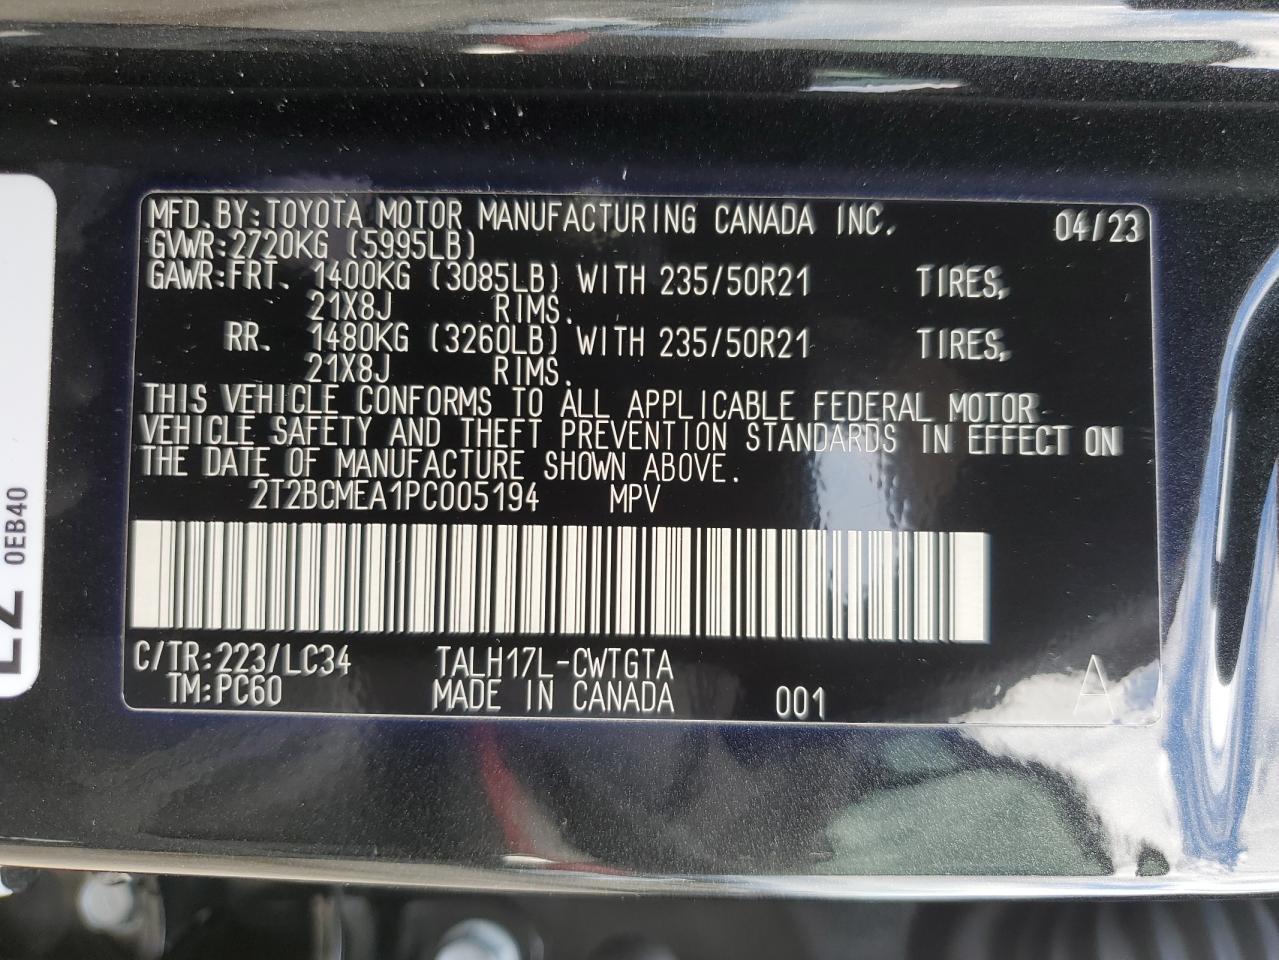 MFD.BY:TOYOTA MOTOR MANUFACTURING CANADA INC. 04/23
GVWR:2720KG (5995LB)
GAWR:FRT. 1400KG (3085LB) WITH 235/50R21 TIRES,
21X8J RIMS.
RR. 1480KG (3260LB) WITH 235/50R21 TIRES,
21X8J RIMS.
THIS VEHICLE CONFORMS TO ALL APPLICABLE FEDERAL MOTOR
VEHICLE SAFETY AND THEFT PREVENTION STANDARDS IN EFFECT ON
THE DATE OF MANUFACTURE SHOWN ABOVE.
2T2BCMEA1PC005194 MPV
C/TR:223/LC34 TALH17L-CWTGTA
TM:PC60 MADE IN CANADA 001 A
0EB40